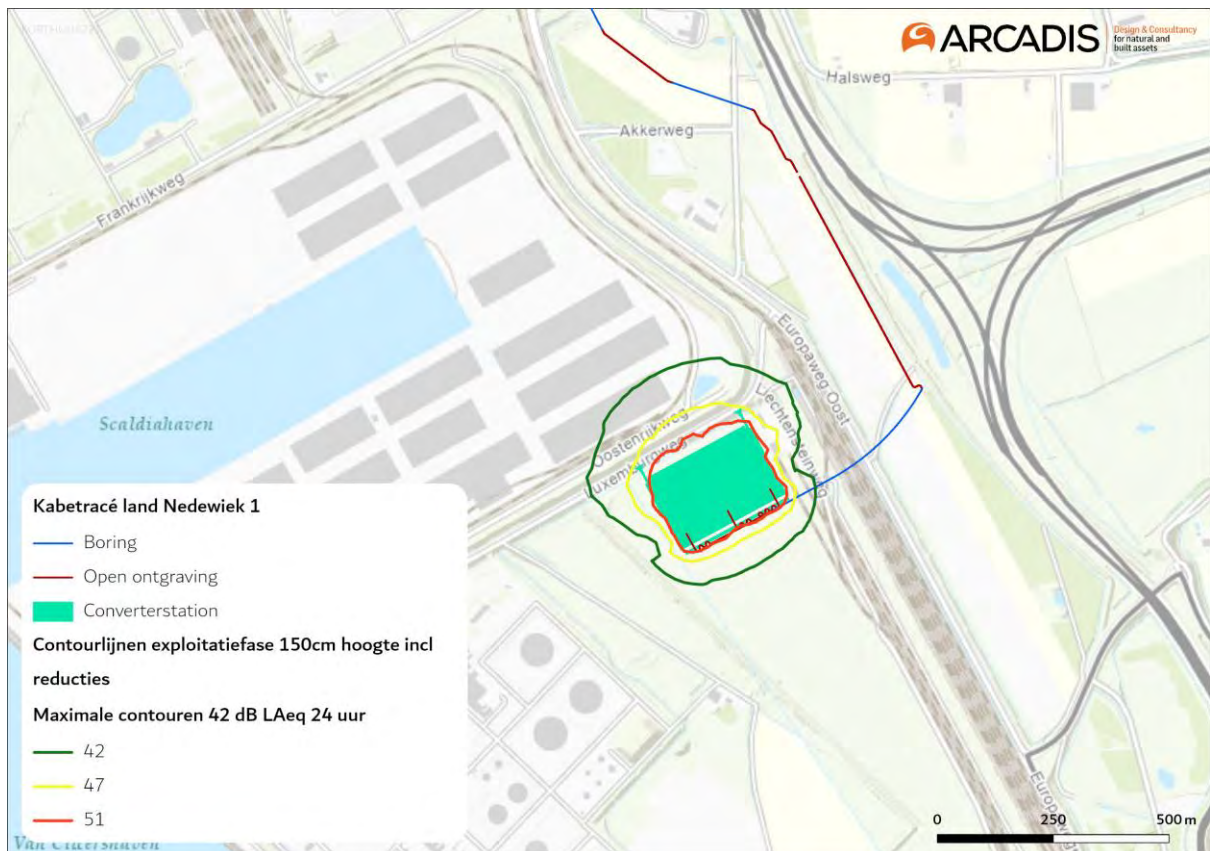 ARCADIS
Design & Consultancy
for natural and
built assets
Halsweg
Akkerweg
Frankrijkweg
Europaweg Oost
Liechtensteinweg
Oostenrijkweg
Luxemburgweg
Scaldiahaven
Kabetracé land Nedewiek 1
Boring
Open ontgraving
Converterstation
Contourlijnen exploitatiefase 150cm hoogte incl
reducties
Maximale contouren 42 dB LAeq 24 uur
42
47
51
0 250 500 m